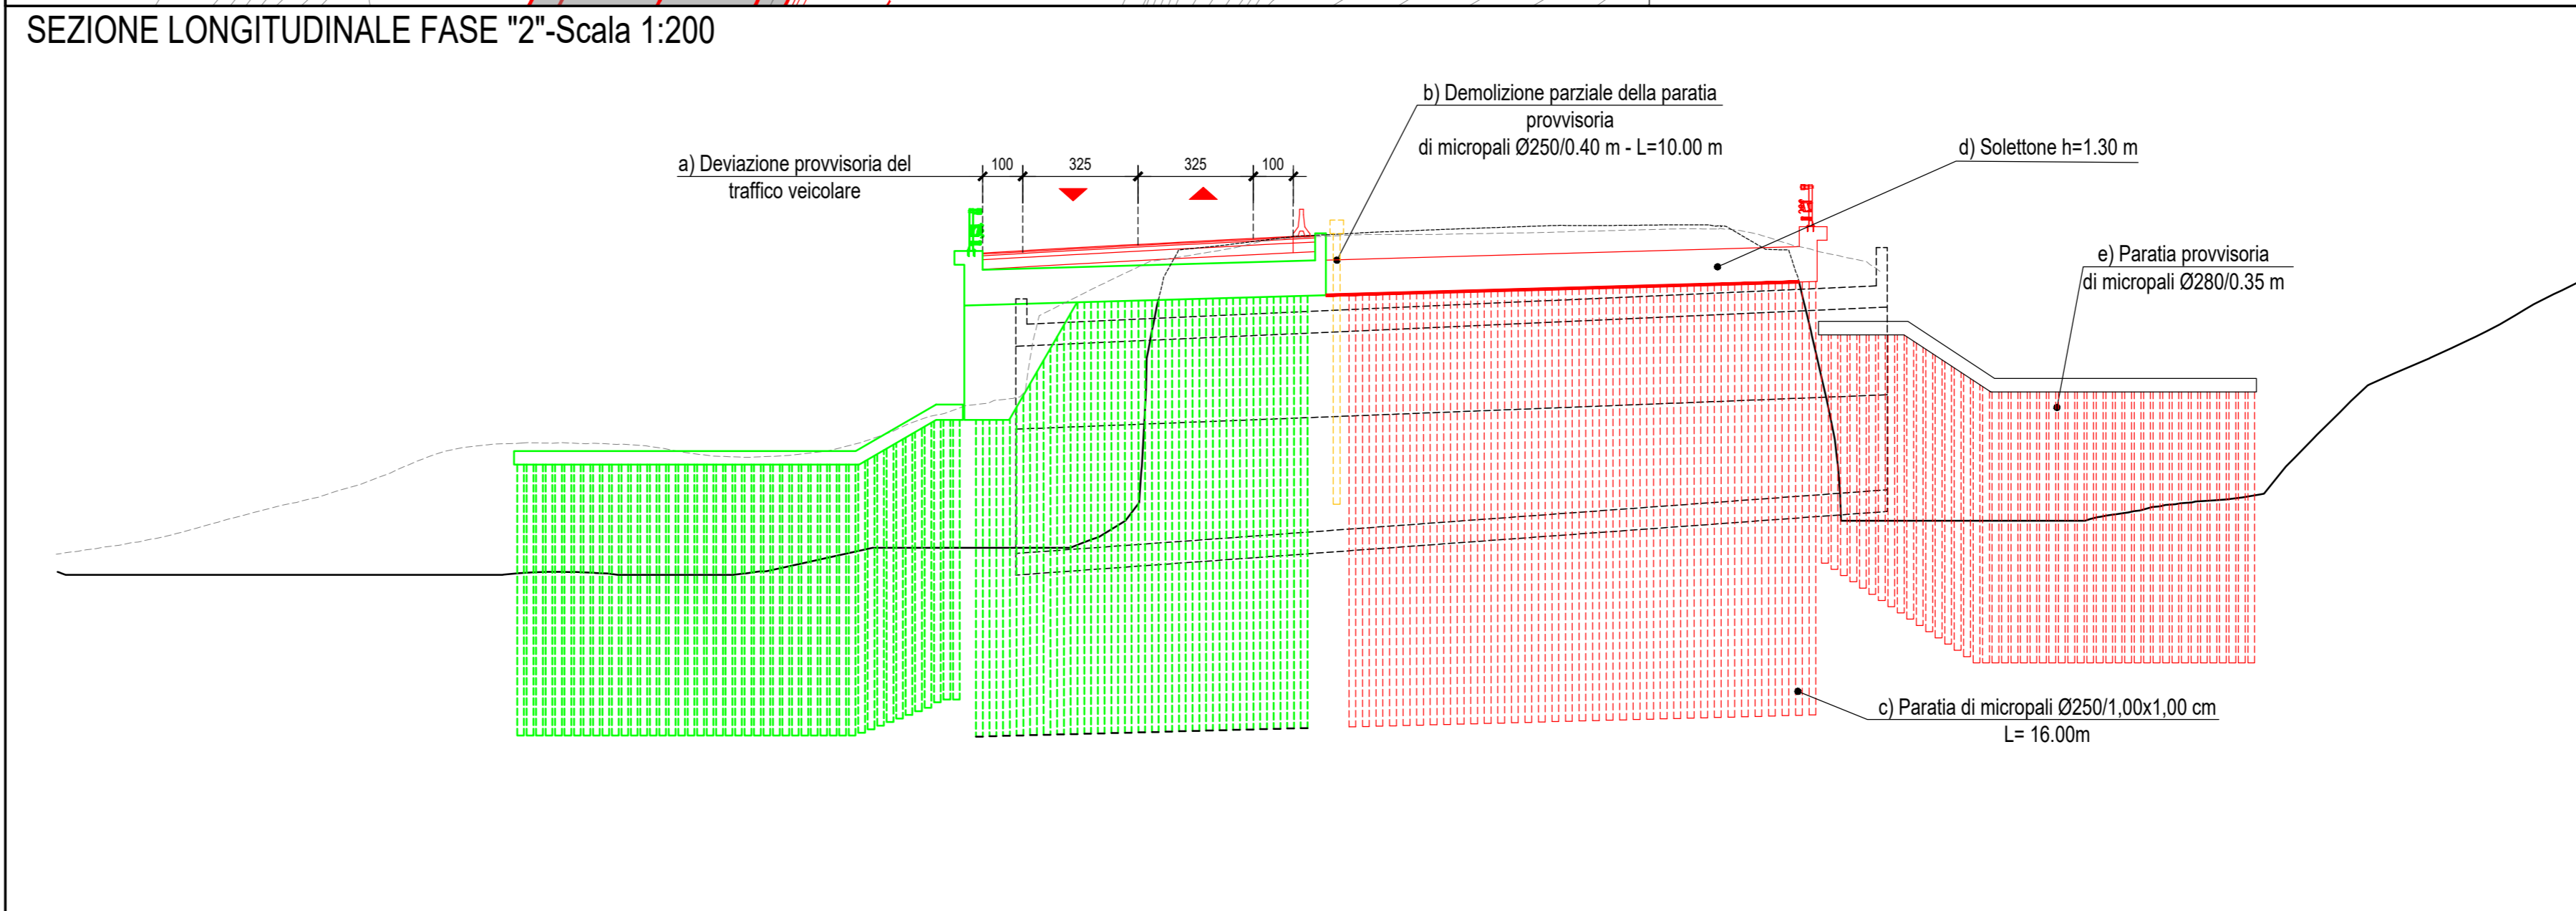 SEZIONE LONGITUDINALE FASE "2"-Scala 1:200
b) Demolizione parziale della paratia
provvisoria
di micropali Ø250/0.40 m - L=10.00 m
d) Solettone h=1.30 m
a) Deviazione provvisoria del
traffico veicolare
100 325 325 100
e) Paratia provvisoria
di micropali Ø280/0.35 m
c) Paratia di micropali Ø250/1,00x1,00 cm
L= 16.00m